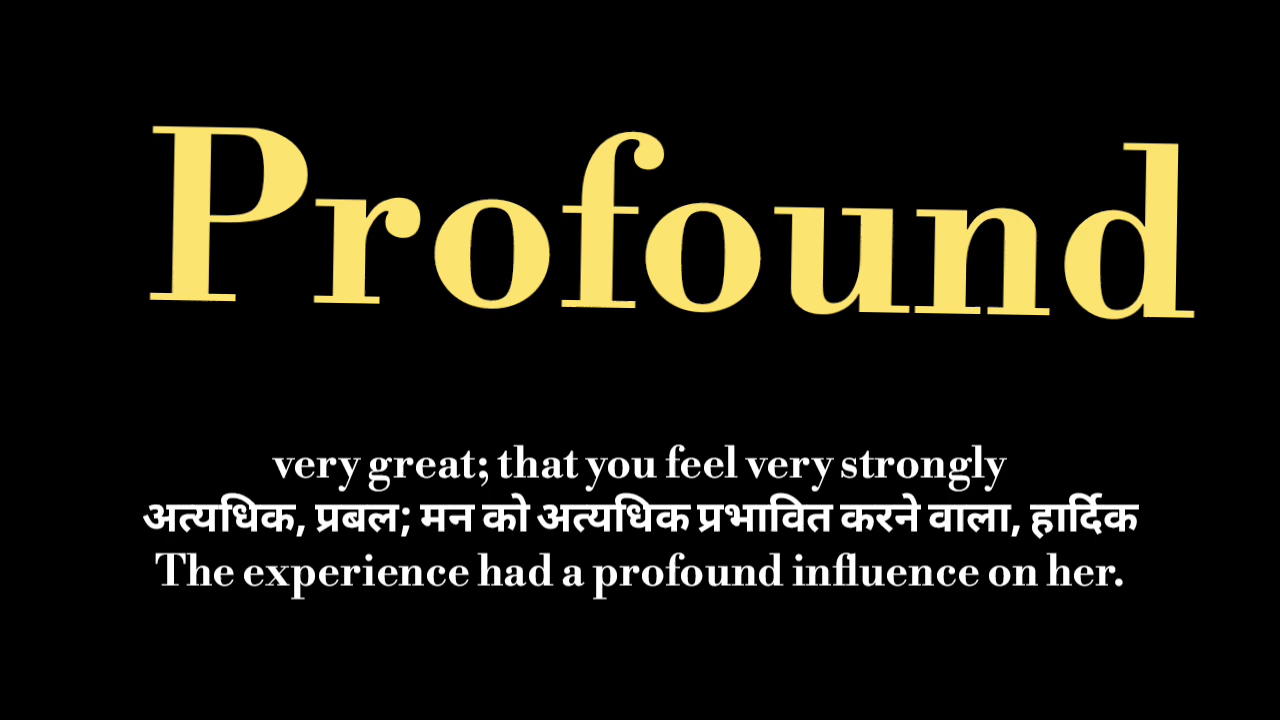 Profound
very great; that you feel very strongly
अत्यधिक, प्रबल; मन को अत्यधिक प्रभावित करने वाला, हार्दिक
The experience had a profound influence on her.